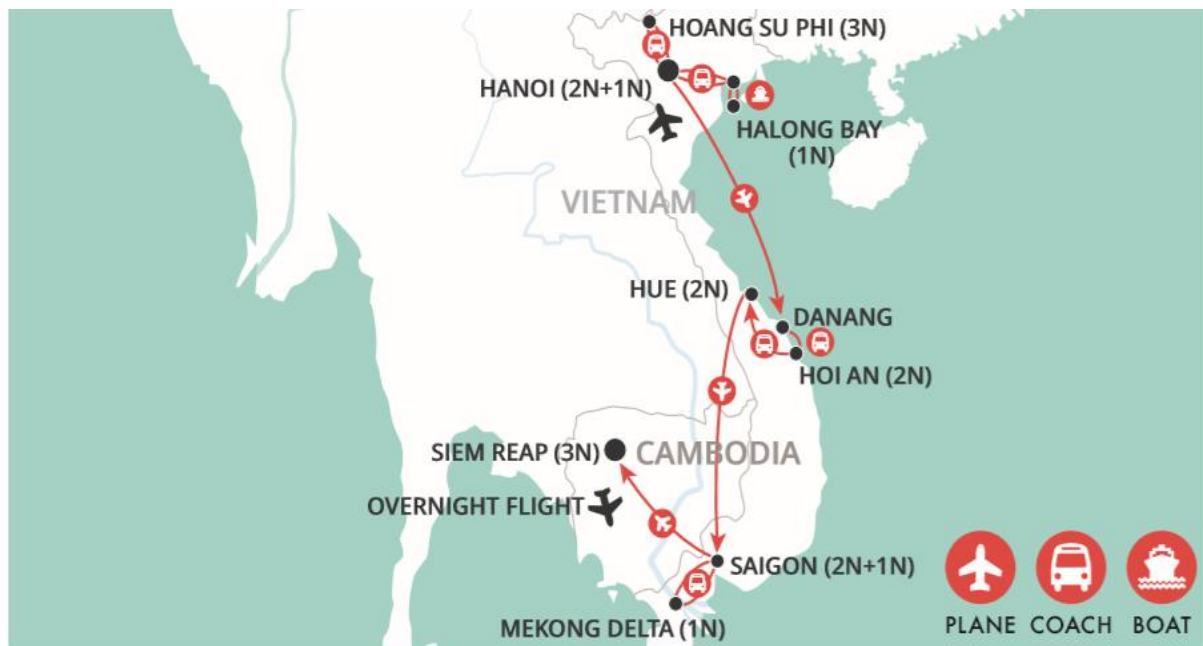 HOANG SU PHI (3N)
HANOI (2N+1N)
HALONG BAY
(1N)
VIETNAM
HUE (2N)
DANANG
HOI AN (2N)
SIEM REAP (3N)
CAMBODIA
OVERNIGHT FLIGHT
SAIGON (2N+1N)
MEKONG DELTA (1N)
PLANE COACH BOAT